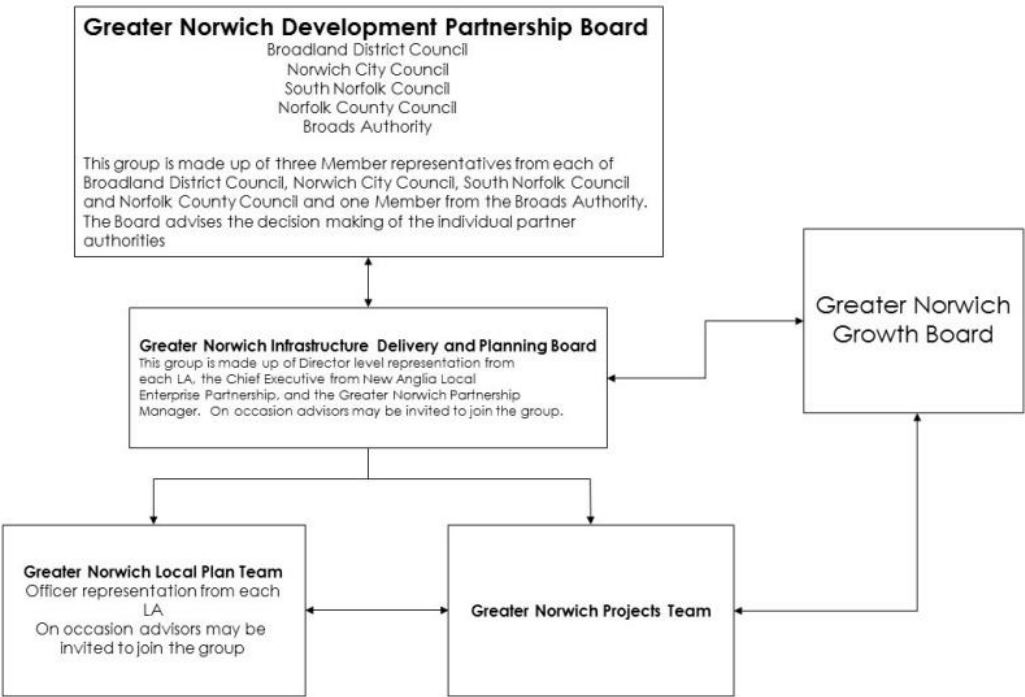 Greater Norwich Development Partnership Board
Broadland District Council
Norwich City Council
South Norfolk Council
Norfolk County Council
Broads Authority
This group is made up of three Member representatives from each of
Broadland District Council, Norwich City Council, South Norfolk Council
and Norfolk County Council and one Member from the Broads Authority.
The Board advises the decision making of the individual partner
authorities
Greater Norwich
Growth Board
Greater Norwich Infrastructure Delivery and Planning Board
This group is made up of Director level representation from
each LA, the Chief Executive from New Anglia Local
Enterprise Partnership, and the Greater Norwich Partnership
Manager. On occasion advisors may be invited to join the group.
Greater Norwich Local Plan Team
Officer representation from each
LA
On occasion advisors may be
invited to join the group
Greater Norwich Projects Team